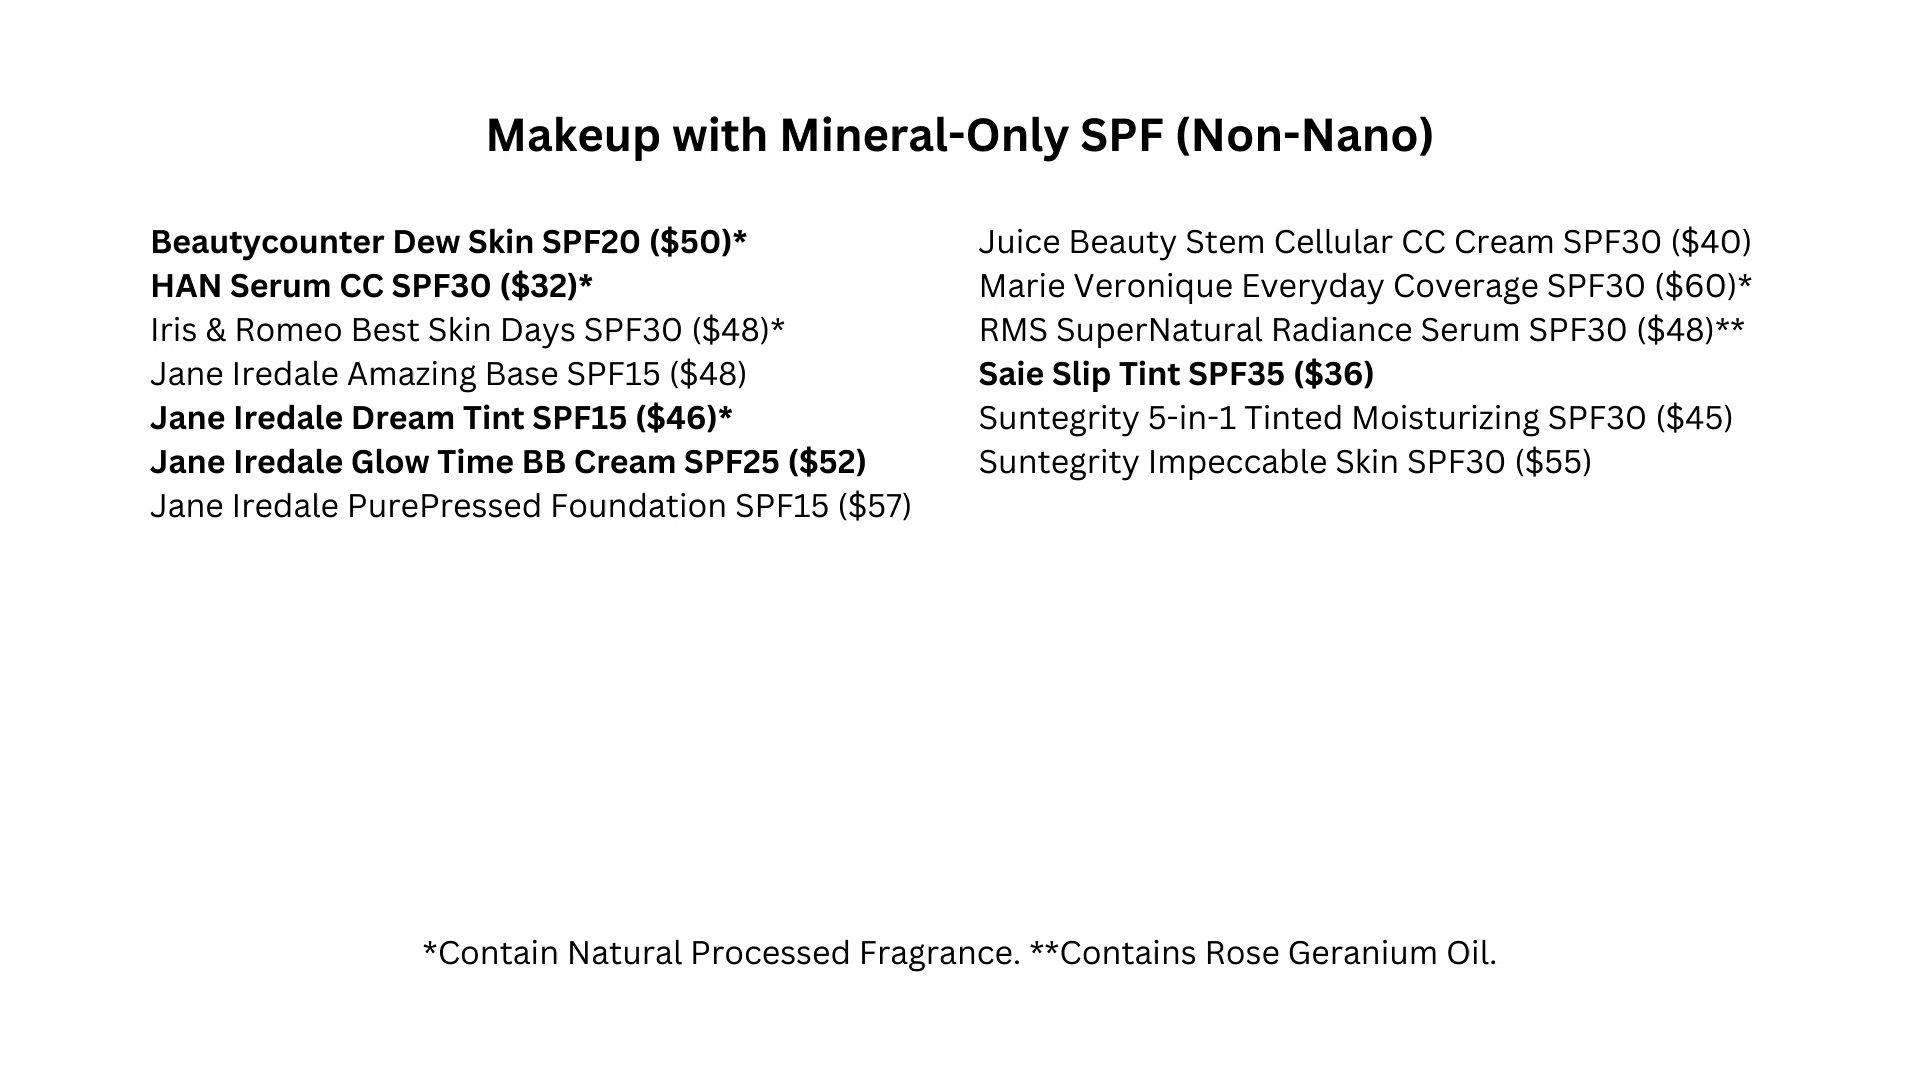 Makeup with Mineral-Only SPF (Non-Nano)
Beautycounter Dew Skin SPF20 ($50)*
HAN Serum CC SPF30 ($32)*
Iris & Romeo Best Skin Days SPF30 ($48)*
Jane Iredale Amazing Base SPF15 ($48)
Jane Iredale Dream Tint SPF15 ($46)*
Jane Iredale Glow Time BB Cream SPF25 ($52)
Jane Iredale PurePressed Foundation SPF15 ($57)
Juice Beauty Stem Cellular CC Cream SPF30 ($40)
Marie Veronique Everyday Coverage SPF30 ($60)*
RMS SuperNatural Radiance Serum SPF30 ($48)**
Saie Slip Tint SPF35 ($36)
Suntegrity 5-in-1 Tinted Moisturizing SPF30 ($45)
Suntegrity Impeccable Skin SPF30 ($55)
*Contain Natural Processed Fragrance. **Contains Rose Geranium Oil.